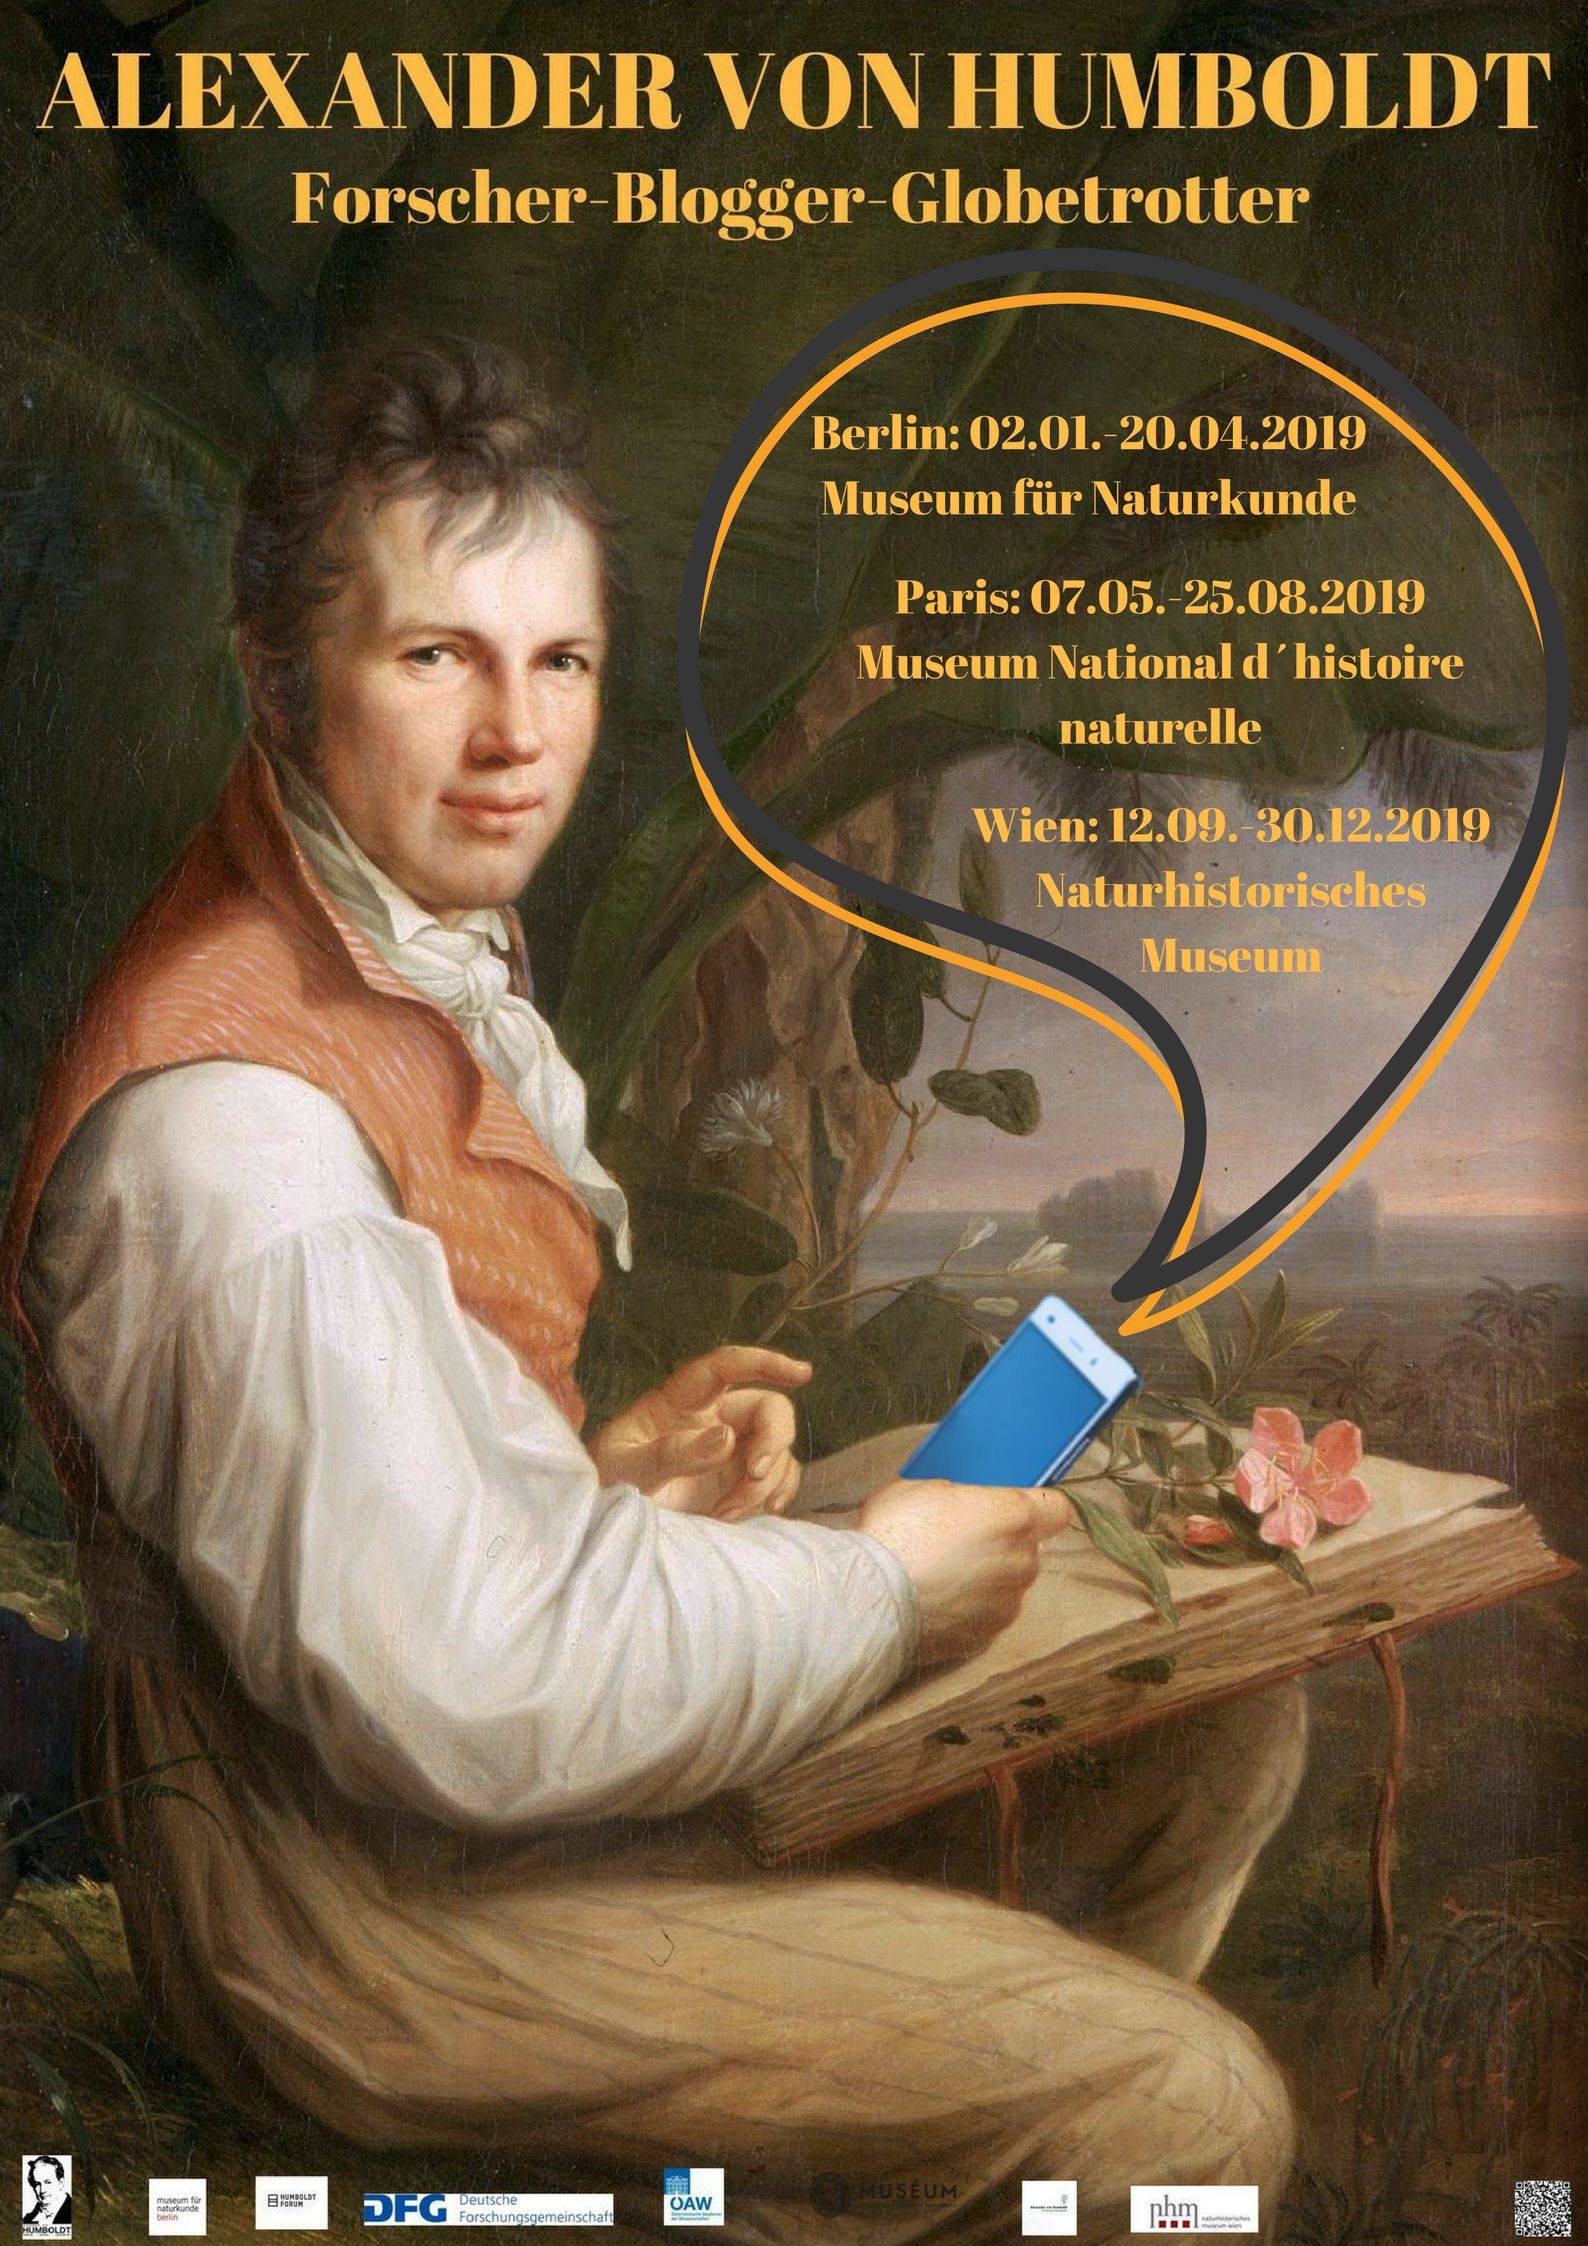 ALEXANDER VON HUMBOLDT
Forscher-Blogger-Globetrotter
Berlin: 02.01.-20.04.2019
Museum für Naturkunde
Paris: 07.05.-25.08.2019
Museum National d´histoire
naturelle
Wien: 12.09.-30.12.2019
Naturhistorisches
Museum
HUMBOLDT
museum für
naturkunde
berlin
HUMBOLDT
FORUM
DFG
Deutsche
Forschungsgemeinschaft
ÖAW
MUSÉUM
nhm
naturhistorisches
museum wien